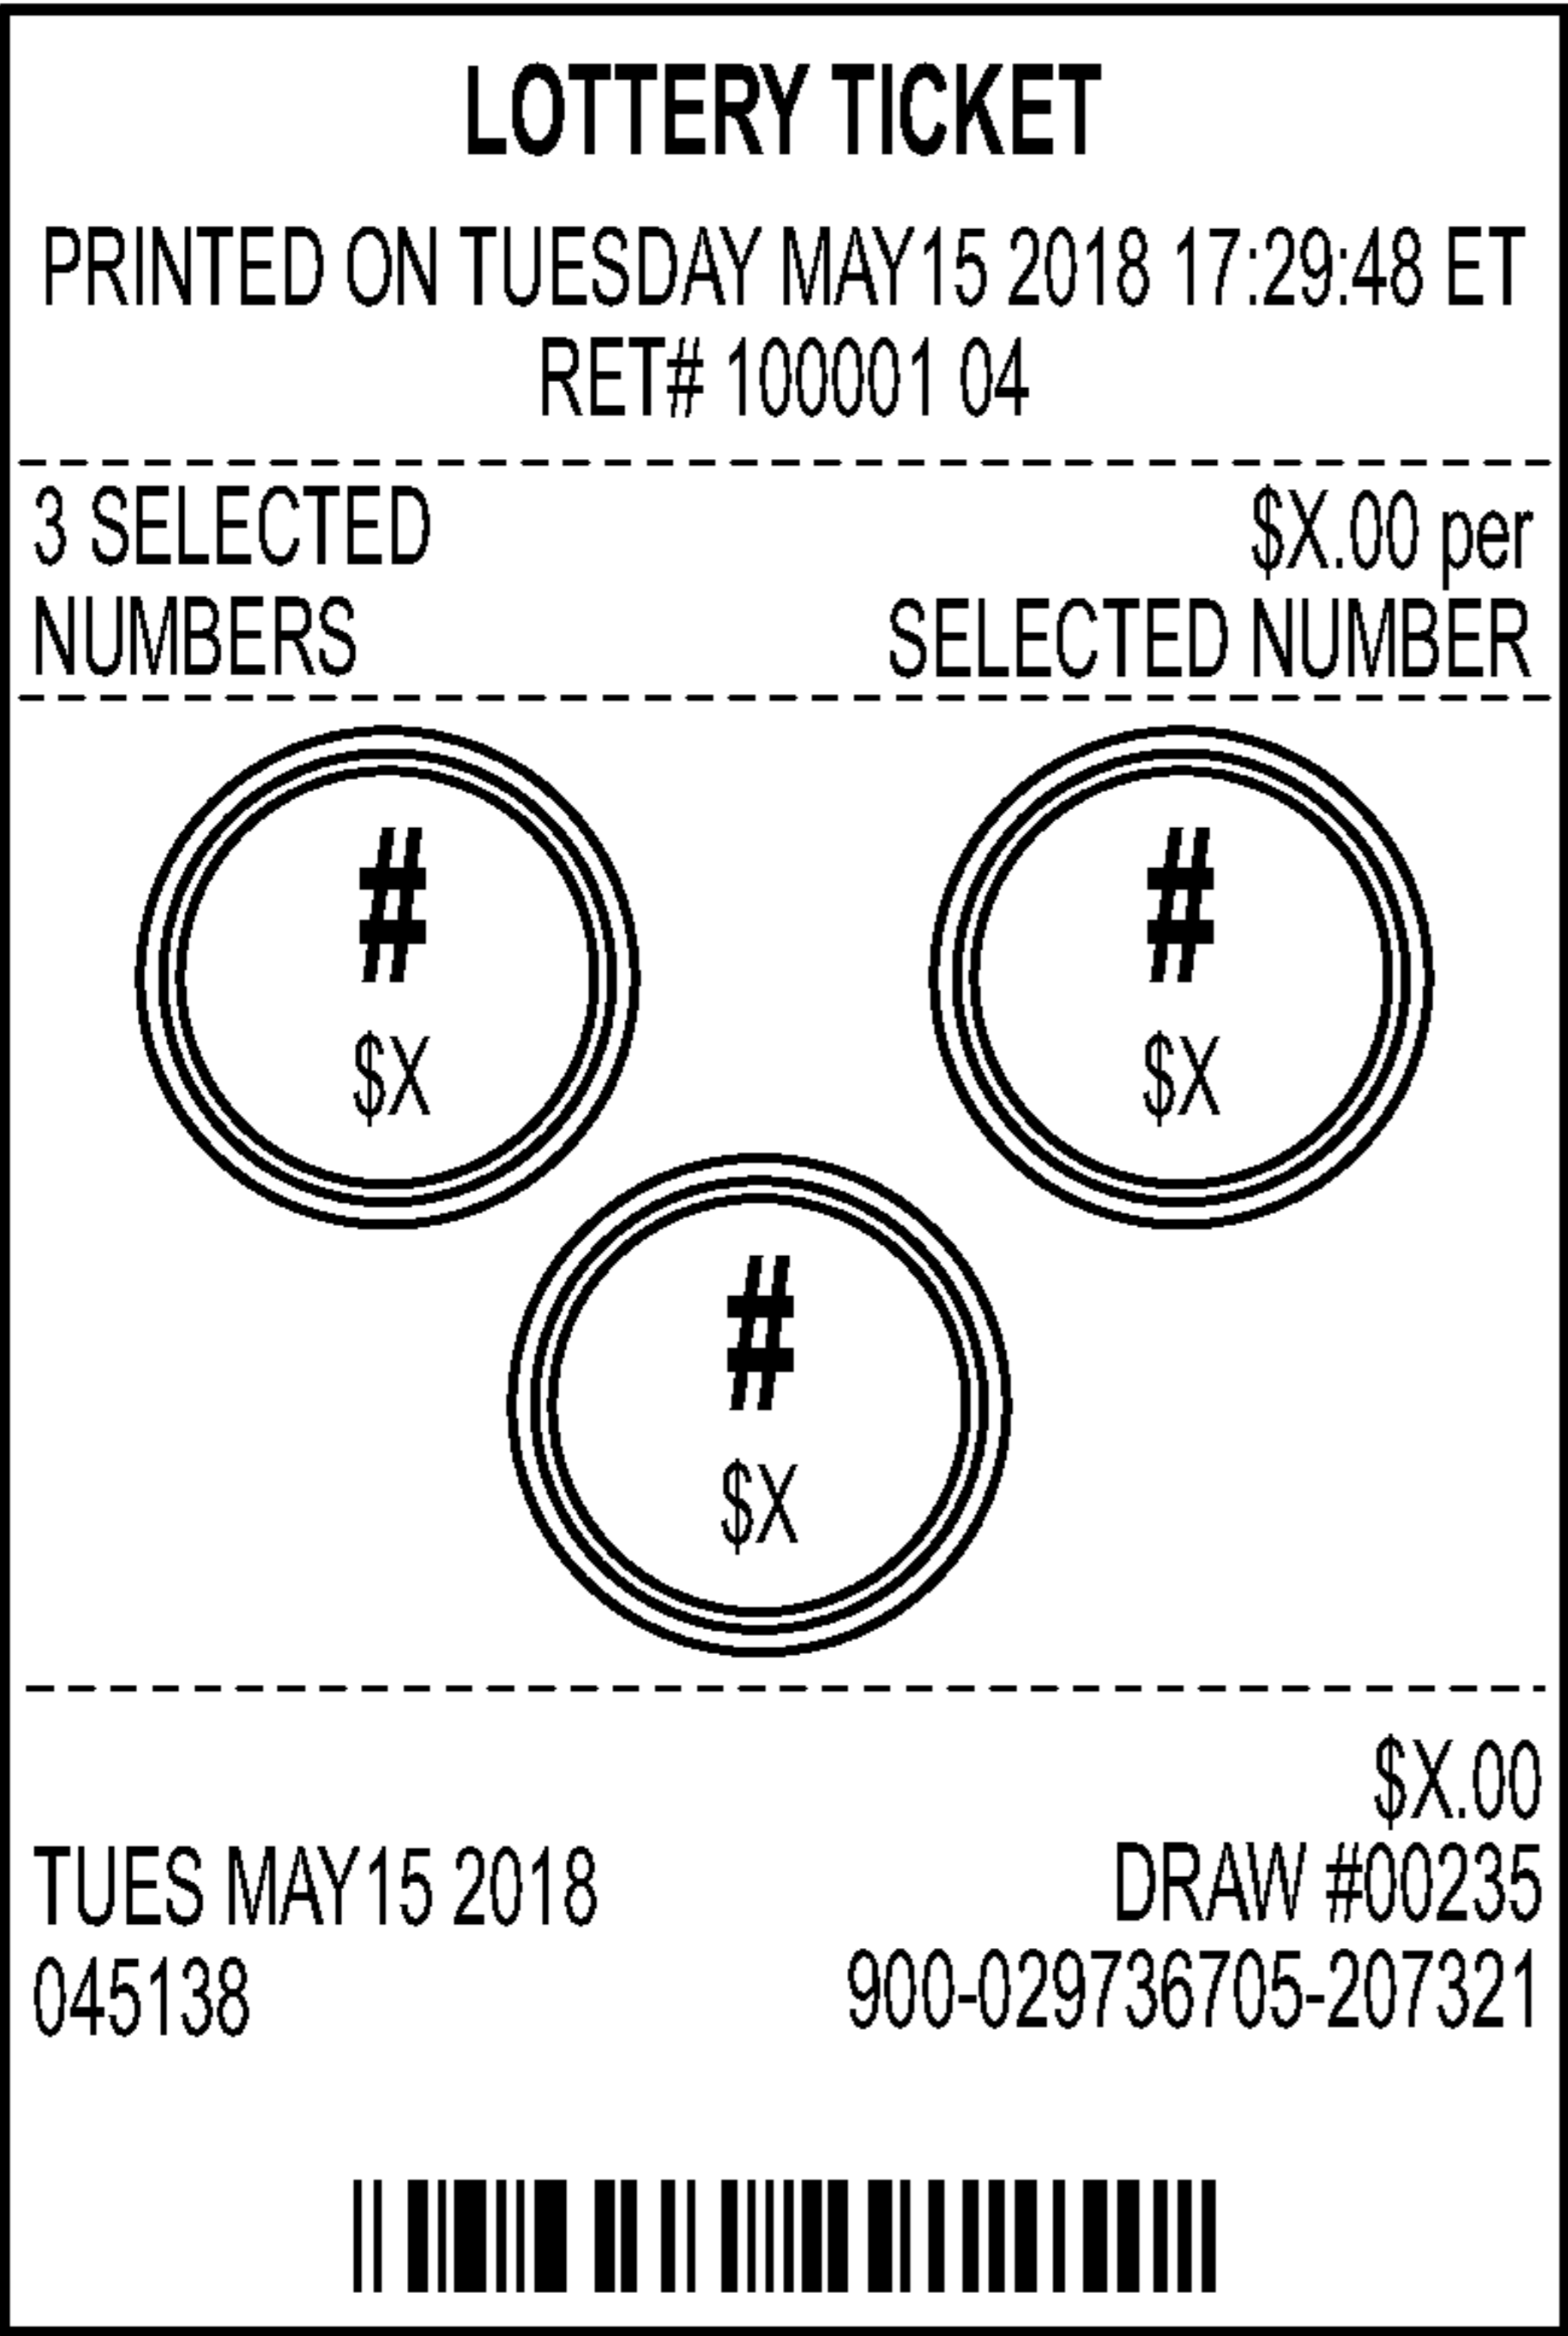 LOTTERY TICKET
PRINTED ON TUESDAY MAY15 2018 17:29:48 ET
RET# 100001 04
3 SELECTED
NUMBERS
$X.00 per
SELECTED NUMBER
#
$X
#
$X
#
$X
$X.00
TUES MAY15 2018
DRAW #00235
045138
900-029736705-207321